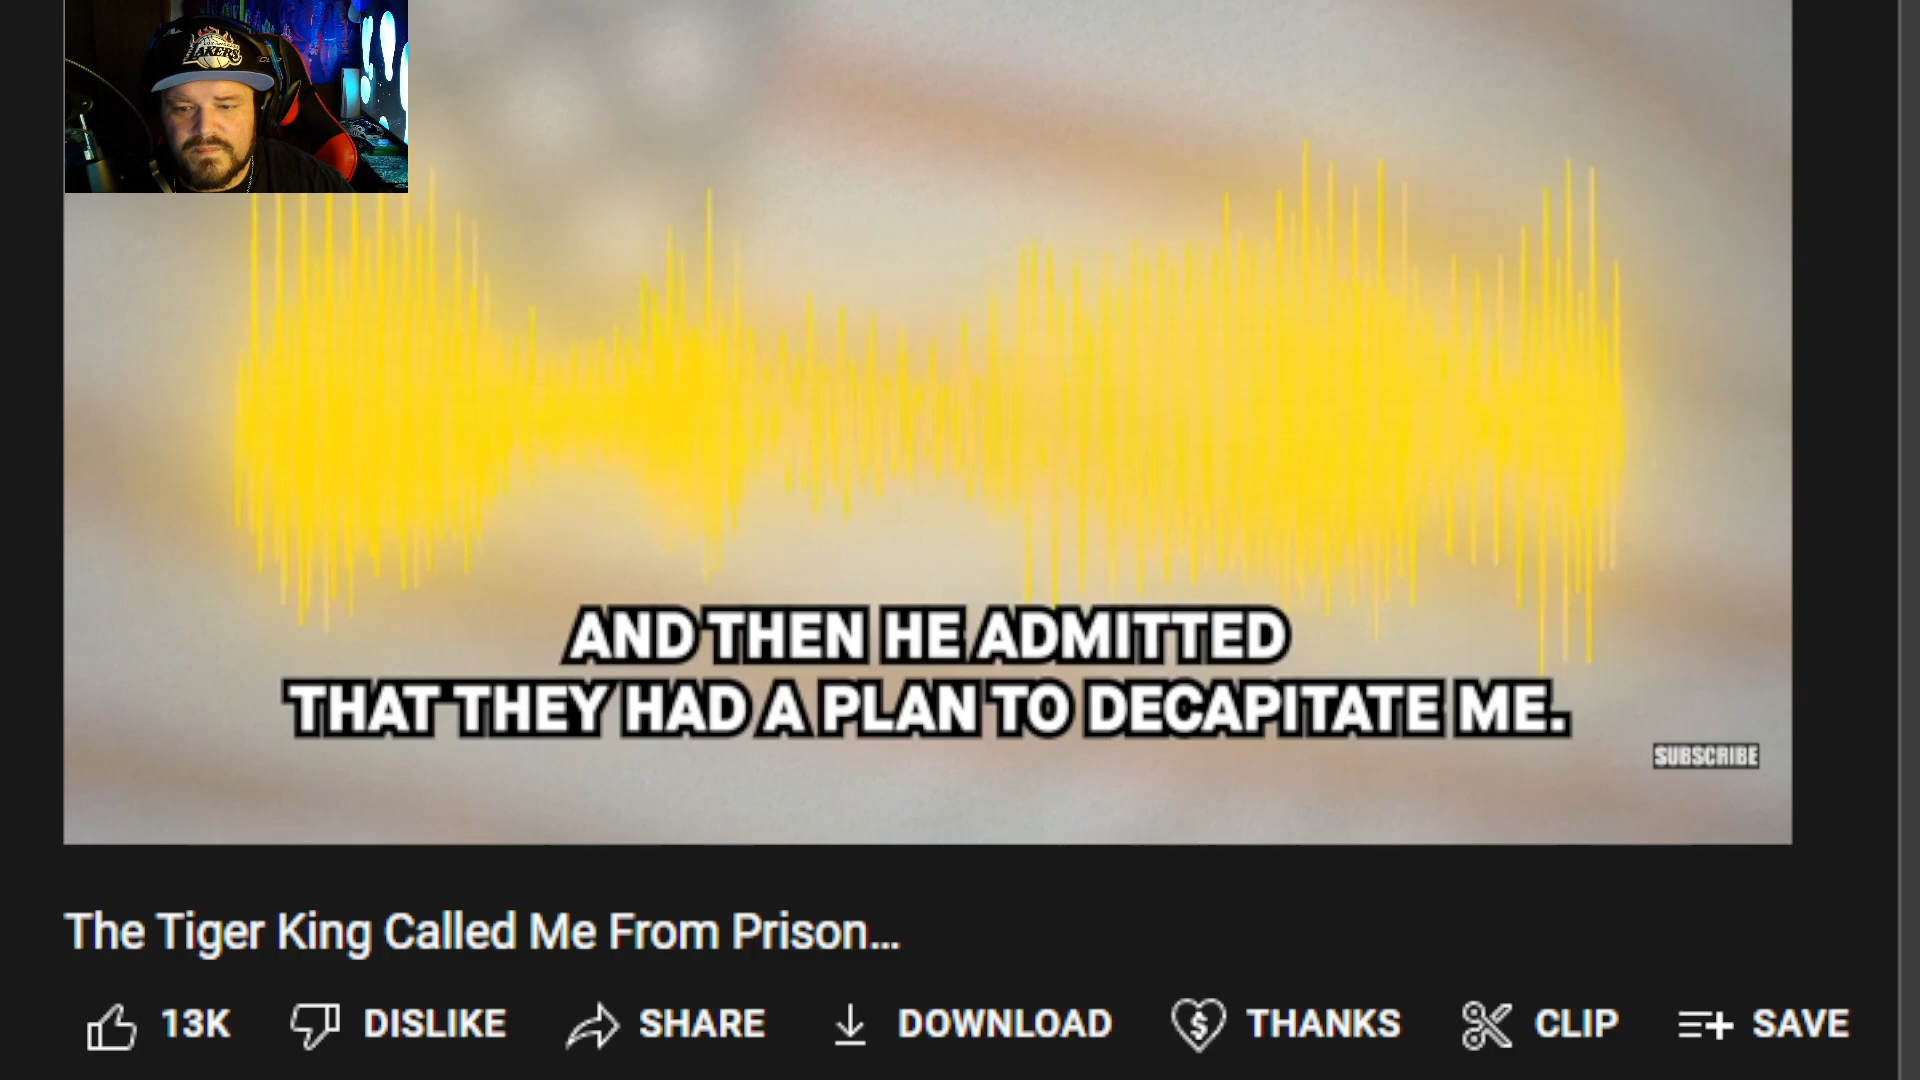 LAKERS
AND THEN HE ADMITTED
THAT THEY HAD A PLAN TO DECAPITATE ME.
SUBSCRIBE
The Tiger King Called Me From Prison...
13K DISLIKE SHARE DOWNLOAD THANKS CLIP SAVE